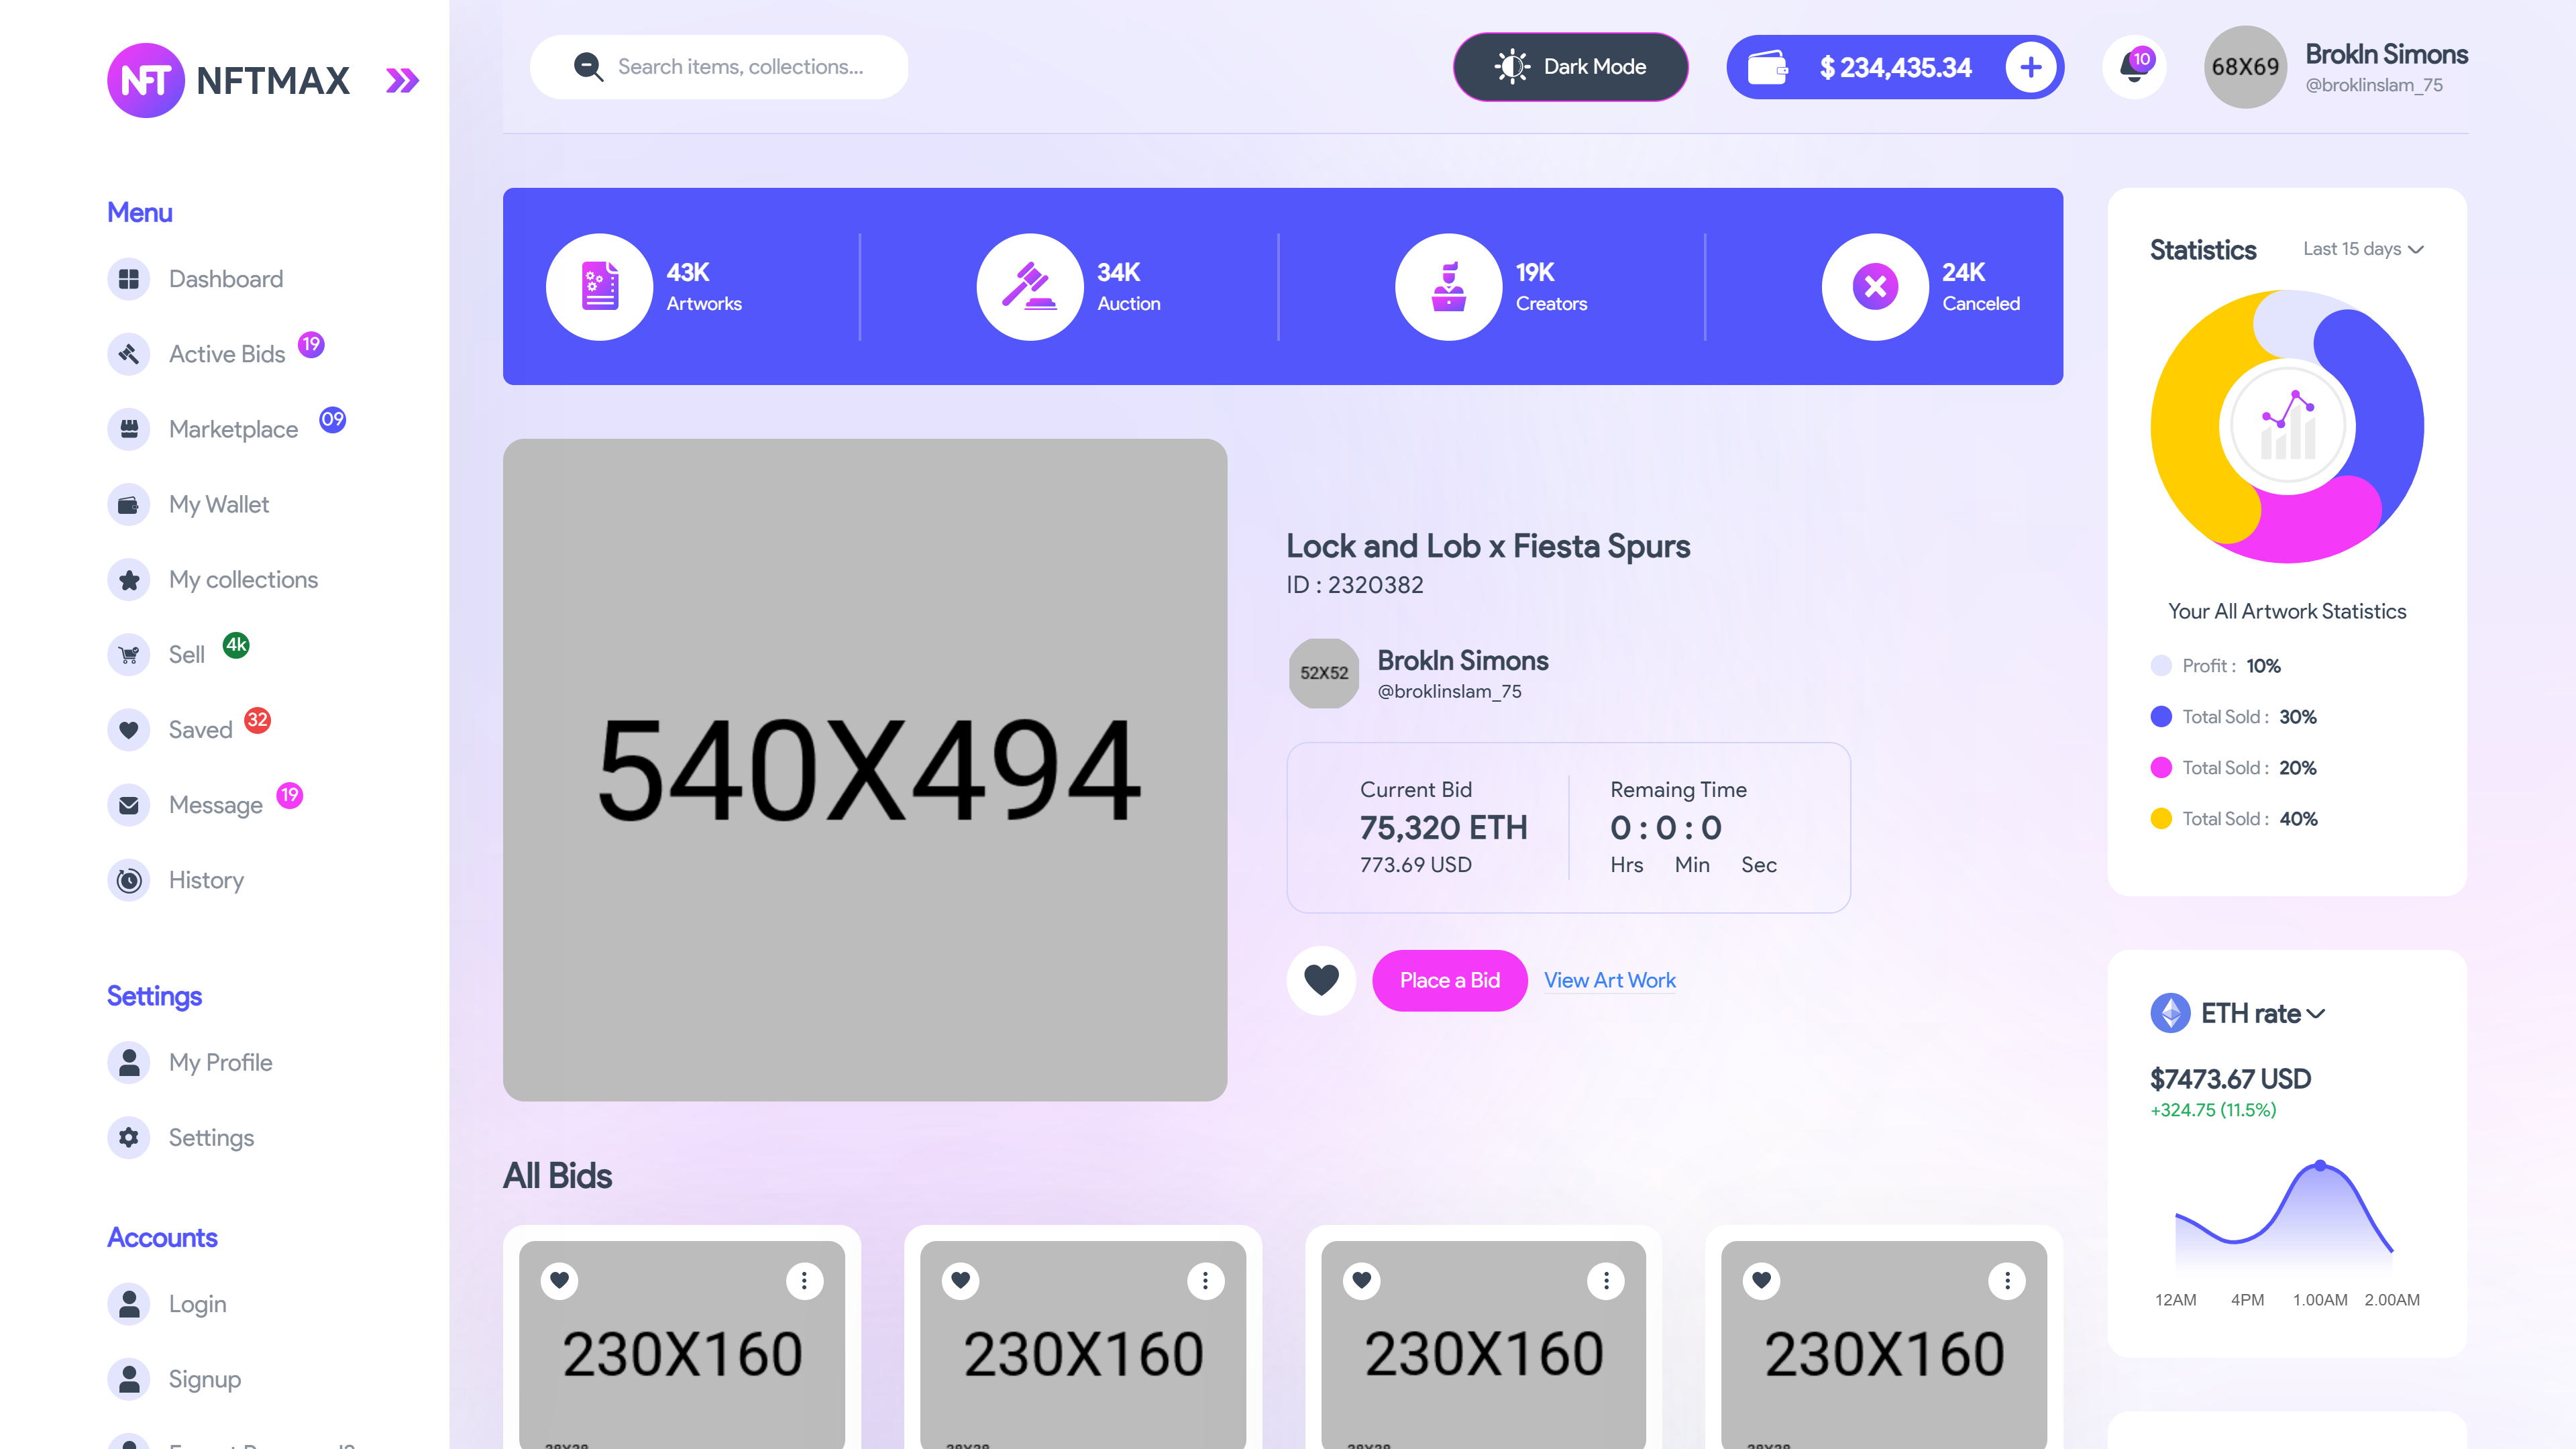 NFT NFTMAX
Search items, collections...
Dark Mode
$ 234,435.34
10
68X69
Brokln Simons
@broklinslam_75
Menu
Dashboard
Active Bids 19
Marketplace 09
My Wallet
My collections
Sell 4k
Saved 32
Message 19
History
Settings
My Profile
Settings
Accounts
Login
Signup
43K
Artworks
34K
Auction
19K
Creators
24K
Canceled
540X494
Lock and Lob x Fiesta Spurs
ID : 2320382
52X52
Brokln Simons
@broklinslam_75
Current Bid
75,320 ETH
773.69 USD
Remaing Time
0 : 0 : 0
Hrs Min Sec
Place a Bid
View Art Work
All Bids
230X160
230X160
230X160
230X160
Statistics
Last 15 days
Your All Artwork Statistics
Profit : 10%
Total Sold : 30%
Total Sold : 20%
Total Sold : 40%
ETH rate
$7473.67 USD
+324.75 (11.5%)
12AM 4PM 1.00AM 2.00AM